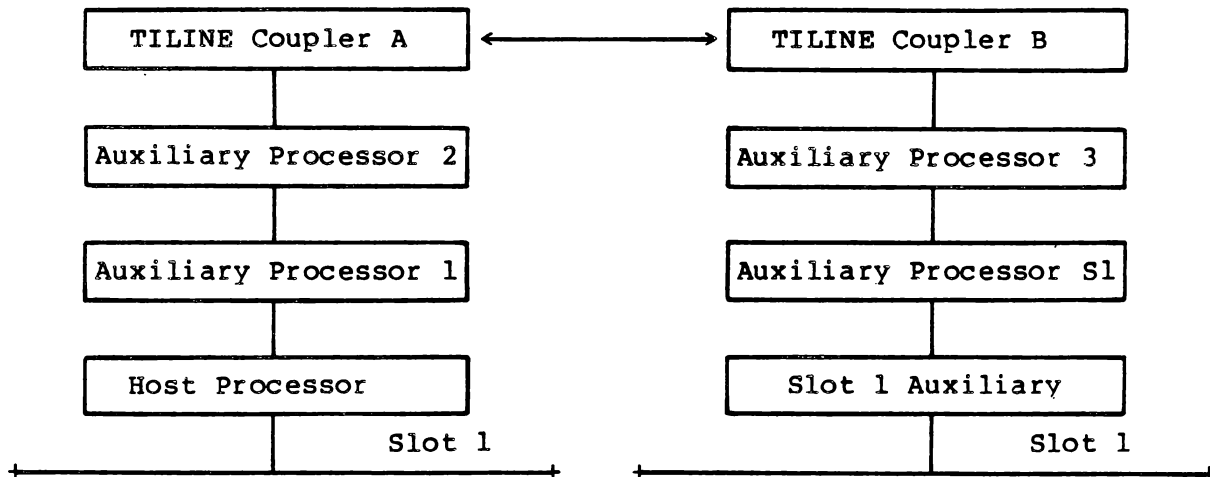 TILINE Coupler A
TILINE Coupler B
Auxiliary Processor 2
Auxiliary Processor 3
Auxiliary Processor 1
Auxiliary Processor S1
Host Processor
Slot 1 Auxiliary
Slot 1
Slot 1